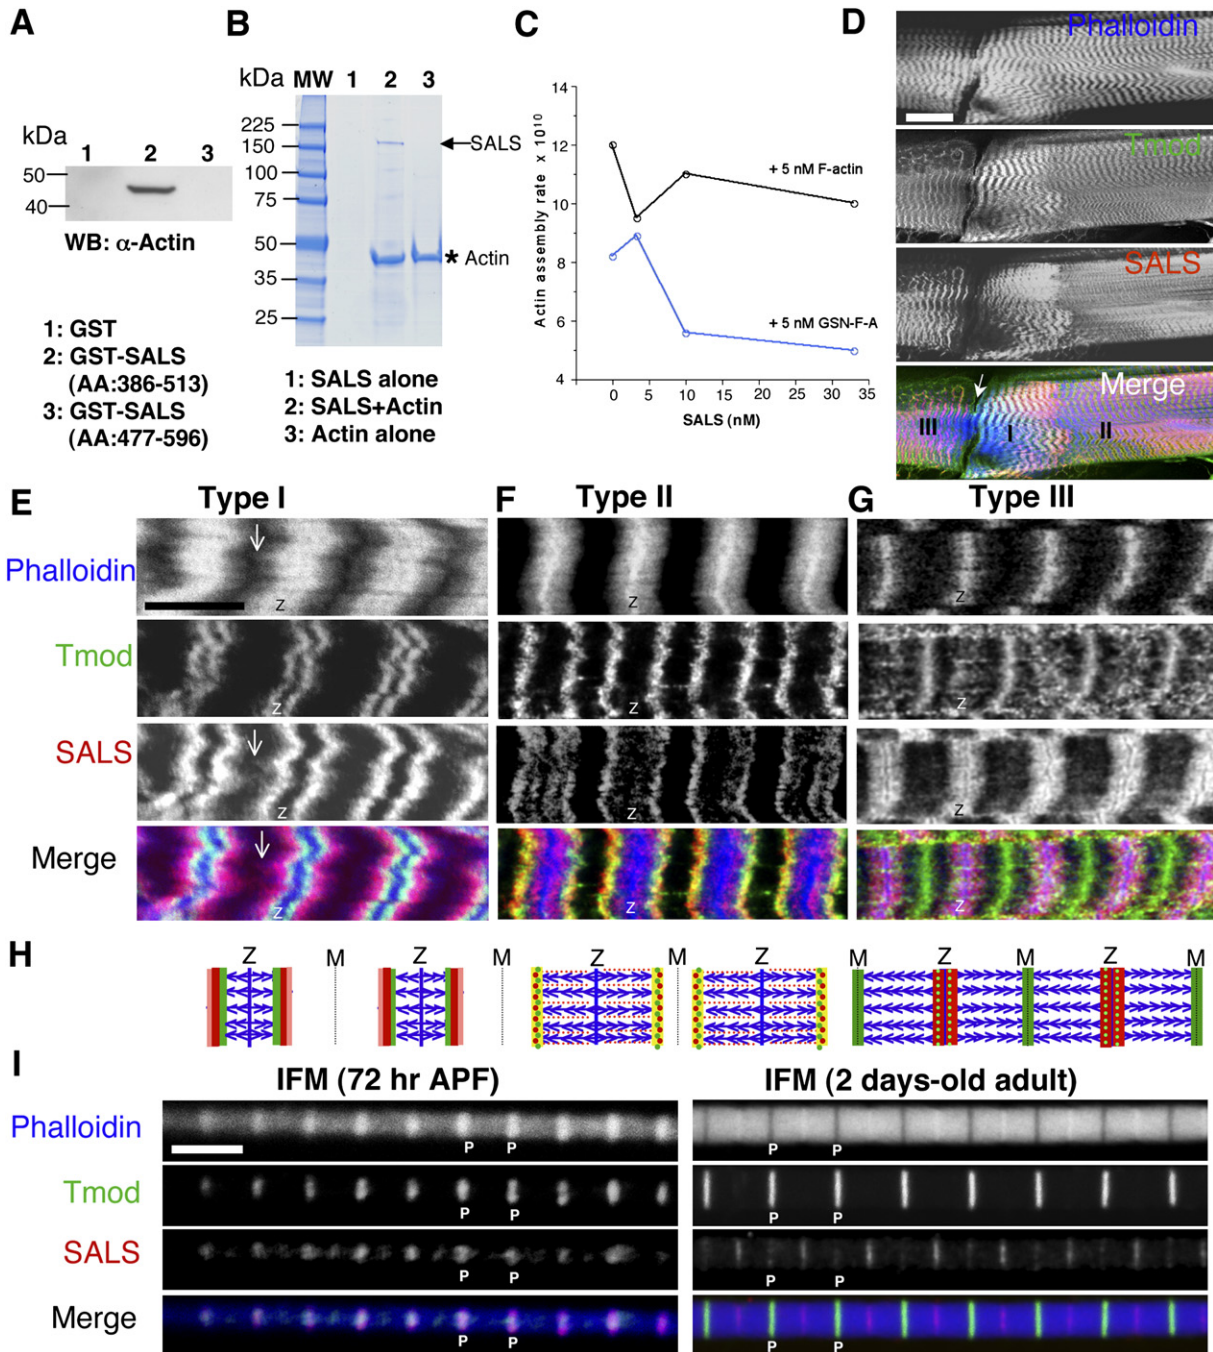 A
kDa
1 2 3
50
40
WB: α-Actin
1: GST
2: GST-SALS
(AA:386-513)
3: GST-SALS
(AA:477-596)
B
kDa MW 1 2 3
225
150
100
75
50
35
25
SALS
* Actin
1: SALS alone
2: SALS+Actin
3: Actin alone
C
Actin assembly rate x 10^10
14
12
10
8
6
4
0 5 10 15 20 25 30 35
SALS (nM)
+ 5 nM F-actin
+ 5 nM GSN-F-A
D
Phalloidin
Tmod
SALS
Merge
III I II
E Type I
F Type II
G Type III
Phalloidin
Z Z Z
Tmod
Z Z Z
SALS
Z Z Z
Merge
Z Z Z
H
Z M Z M Z M Z M Z M Z M
I
IFM (72 hr APF)
IFM (2 days-old adult)
Phalloidin
P P P P
Tmod
P P P P
SALS
P P P P
Merge
P P P P